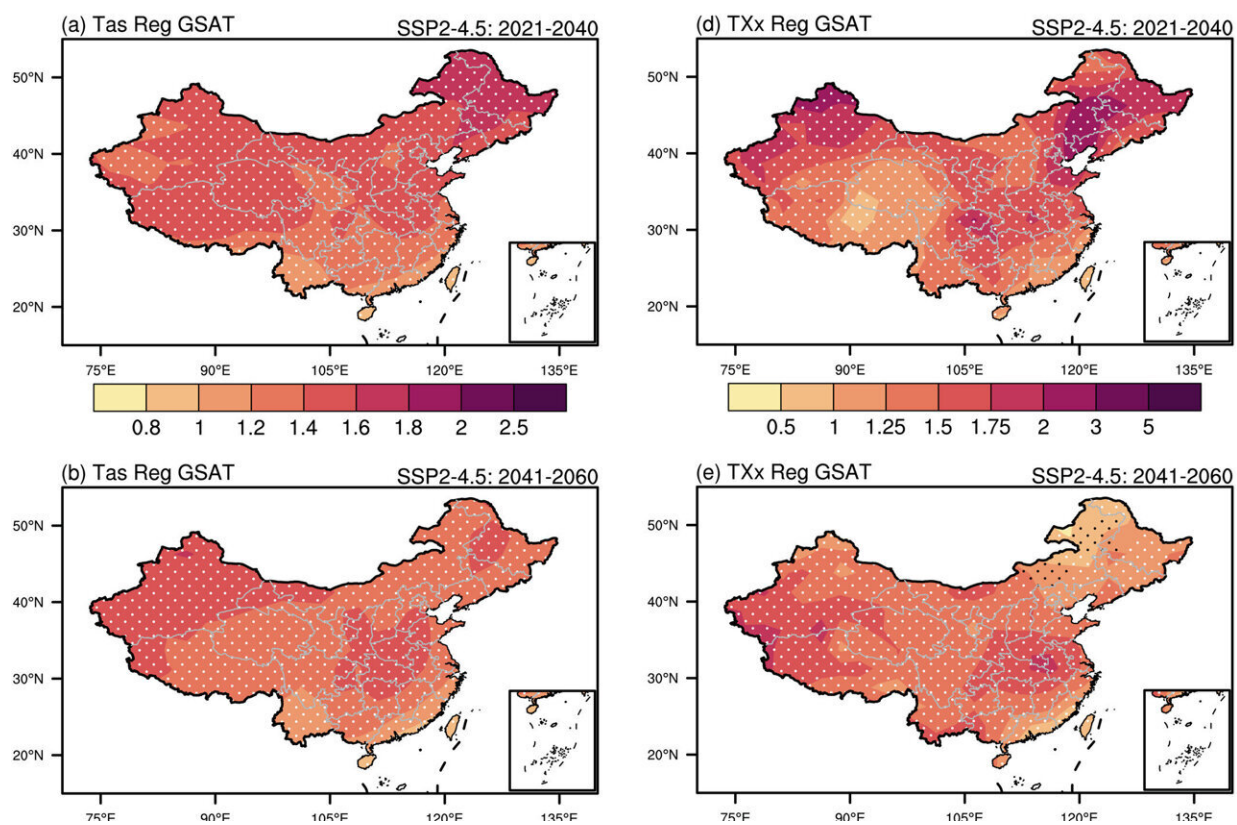 (a) Tas Reg GSAT SSP2-4.5: 2021-2040
50°N
40°N
30°N
20°N
75°E 90°E 105°E 120°E 135°E
0.8 1 1.2 1.4 1.6 1.8 2 2.5
(d) TXx Reg GSAT SSP2-4.5: 2021-2040
50°N
40°N
30°N
20°N
75°E 90°E 105°E 120°E 135°E
0.5 1 1.25 1.5 1.75 2 3 5
(b) Tas Reg GSAT SSP2-4.5: 2041-2060
50°N
40°N
30°N
20°N
75°E 90°E 105°E 120°E 135°E
(e) TXx Reg GSAT SSP2-4.5: 2041-2060
50°N
40°N
30°N
20°N
75°E 90°E 105°E 120°E 135°E